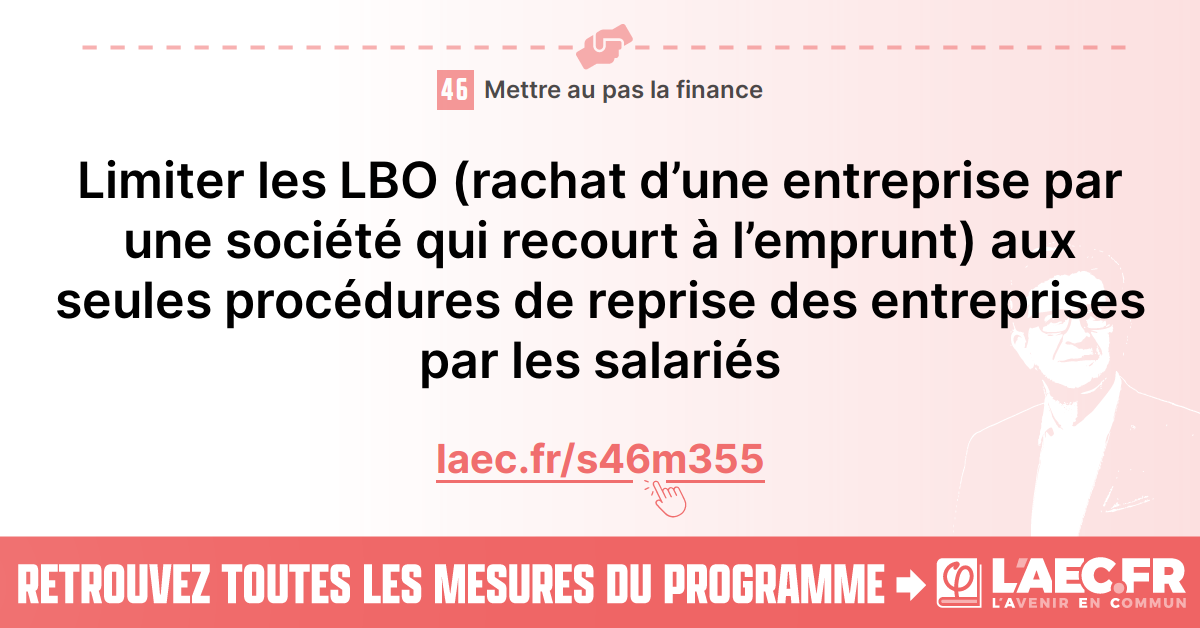 46 Mettre au pas la finance
Limiter les LBO (rachat d’une entreprise par
une société qui recourt à l’emprunt) aux
seules procédures de reprise des entreprises
par les salariés
laec.fr/s46m355
RETROUVEZ TOUTES LES MESURES DU PROGRAMME
L'AEC.FR
L'AVENIR EN COMMUN